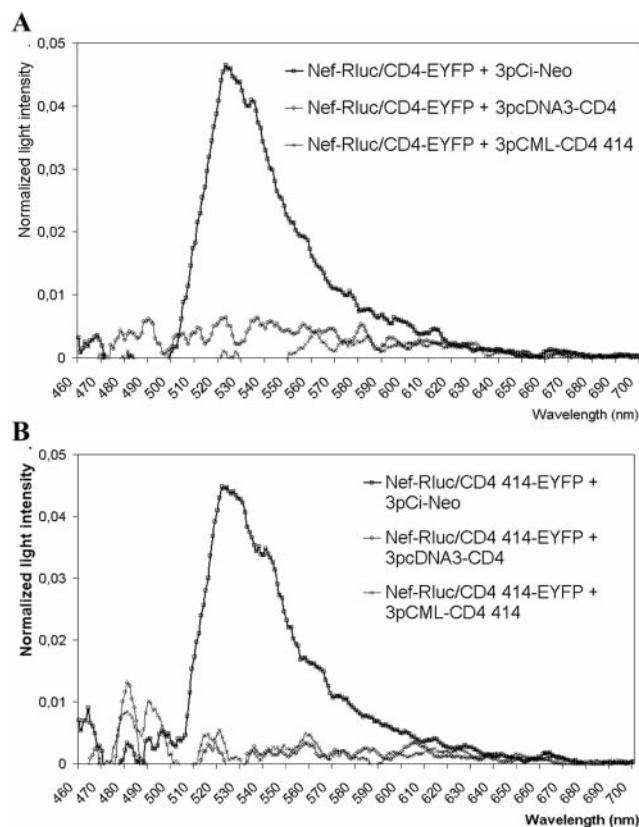 A
0,05
0,04
0,03
0,02
0,01
0
Normalized light intensity
Nef-Rluc/CD4-EYFP + 3pCi-Neo
Nef-Rluc/CD4-EYFP + 3pcDNA3-CD4
Nef-Rluc/CD4-EYFP + 3pCML-CD4 414
460 470 480 490 500 510 520 530 540 550 560 570 580 590 600 610 620 630 640 650 660 670 680 690 700
Wavelength (nm)
B
0,05
0,04
0,03
0,02
0,01
0
Normalized light intensity
Nef-Rluc/CD4 414-EYFP +
3pCi-Neo
Nef-Rluc/CD4 414-EYFP +
3pcDNA3-CD4
Nef-Rluc/CD4 414-EYFP +
3pCML-CD4 414
460 470 480 490 500 510 520 530 540 550 560 570 580 590 600 610 620 630 640 650 660 670 680 690 700
Wavelength (nm)